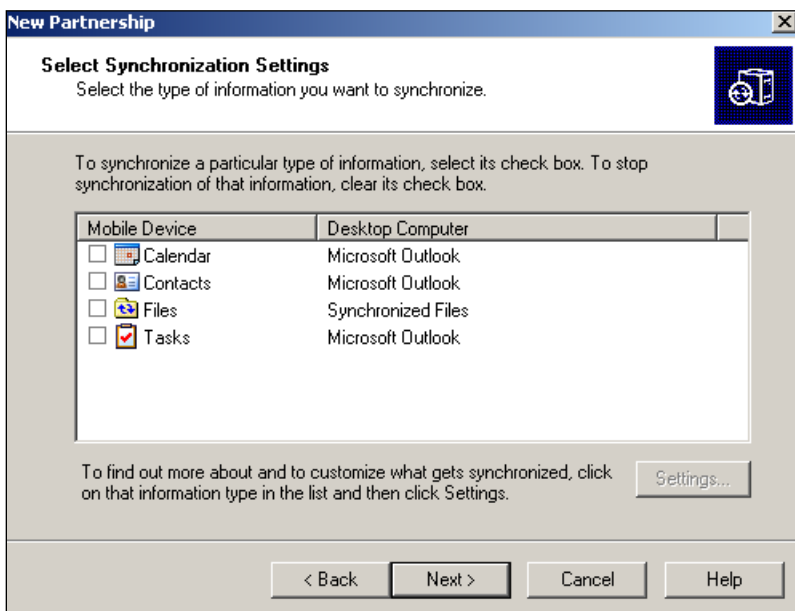 New Partnership
Select Synchronization Settings
Select the type of information you want to synchronize.
To synchronize a particular type of information, select its check box. To stop
synchronization of that information, clear its check box.
Mobile Device Desktop Computer
Calendar Microsoft Outlook
Contacts Microsoft Outlook
Files Synchronized Files
Tasks Microsoft Outlook
To find out more about and to customize what gets synchronized, click
on that information type in the list and then click Settings.
Settings...
< Back Next > Cancel Help